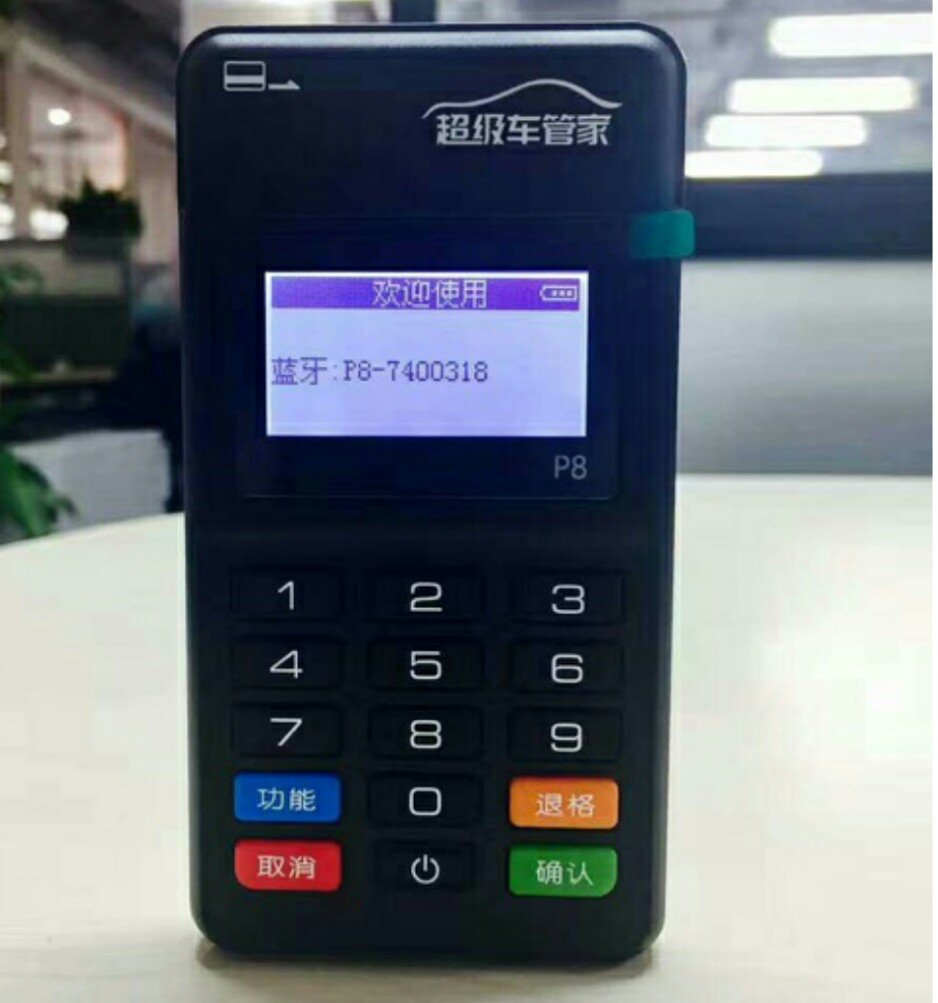 超级车管家
欢迎使用
蓝牙:P8-7400318
P8
1 2 3
4 5 6
7 8 9
功能 0 退格
取消 确认